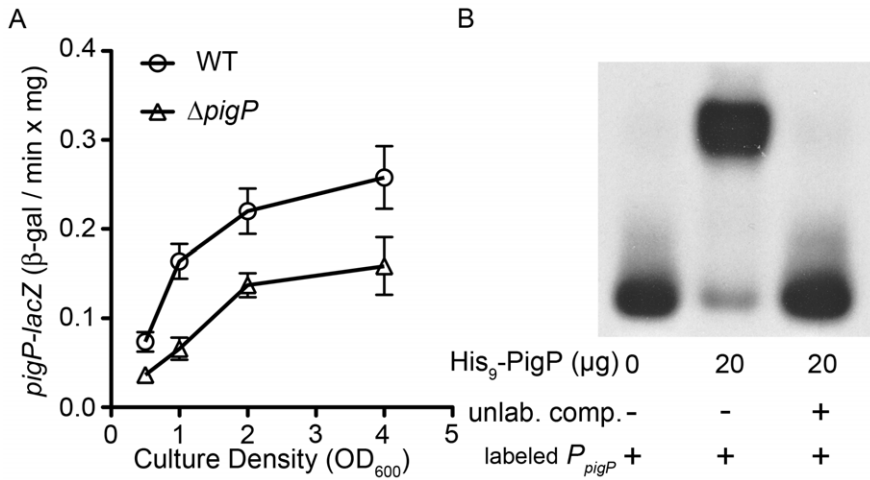 A
B
WT
ΔpigP
pigP-lacZ (β-gal / min x mg)
0.4
0.3
0.2
0.1
0.0
0 1 2 3 4 5
Culture Density (OD600)
His9-PigP (μg) 0 20 20
unlab. comp. - - +
labeled PpigP + + +